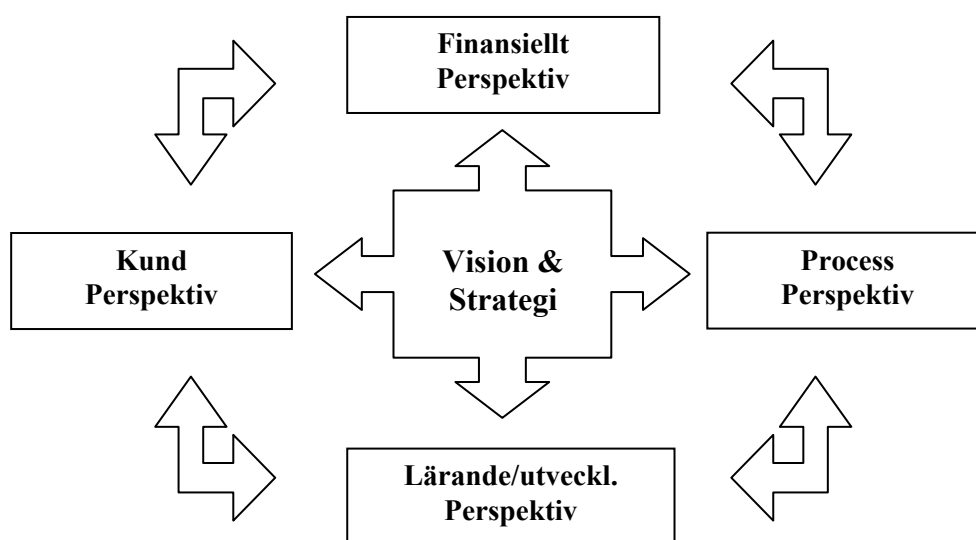 Finansiellt
Perspektiv
Kund
Perspektiv
Vision &
Strategi
Process
Perspektiv
Lärande/utveckl.
Perspektiv